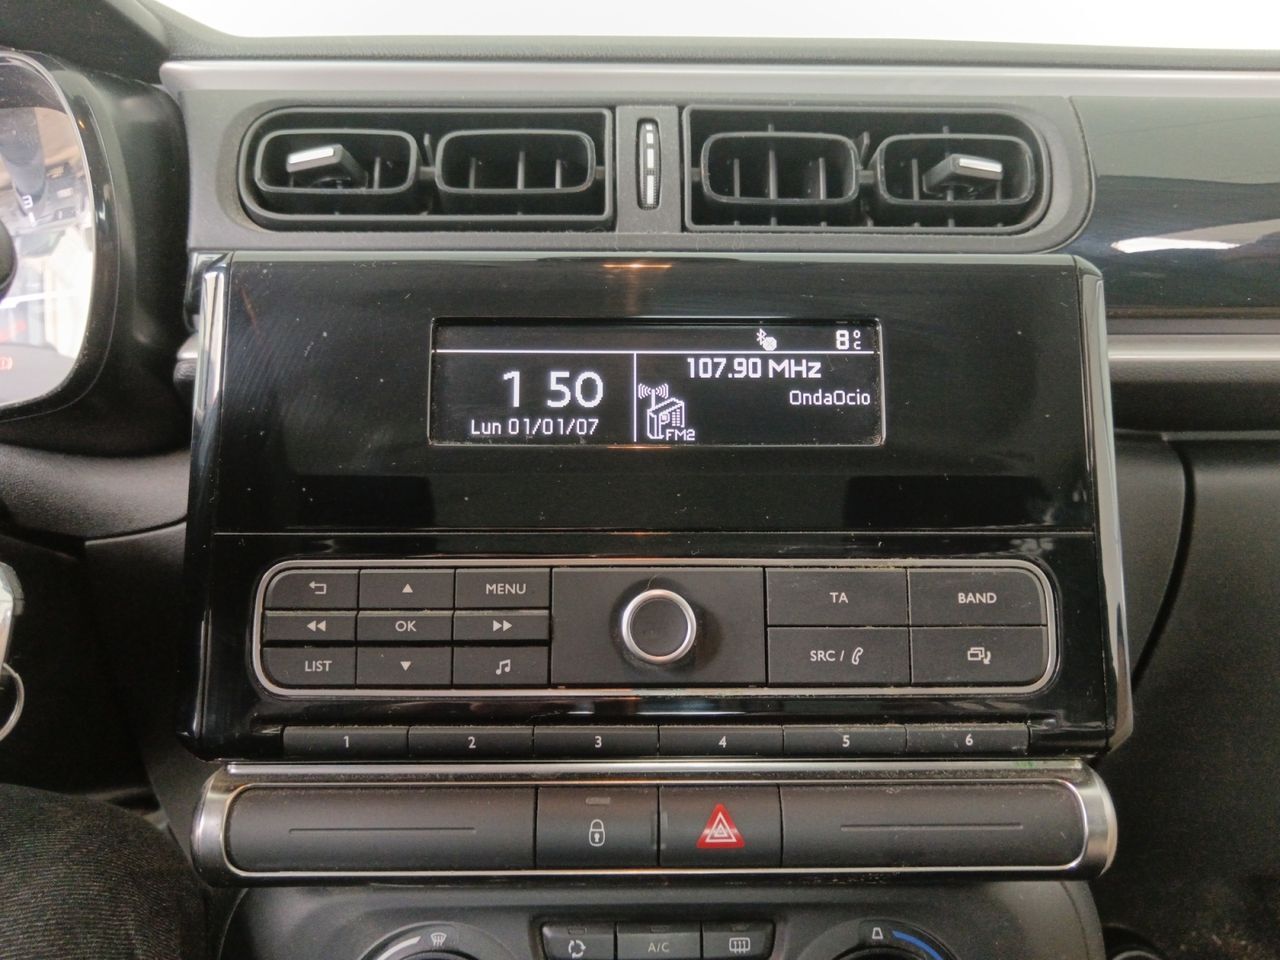 8°C
107.90 MHz
1 50
OndaOcio
Lun 01/01/07
FM2
MENU
TA
BAND
OK
LIST
SRC /
1 2 3 4 5 6
A/C